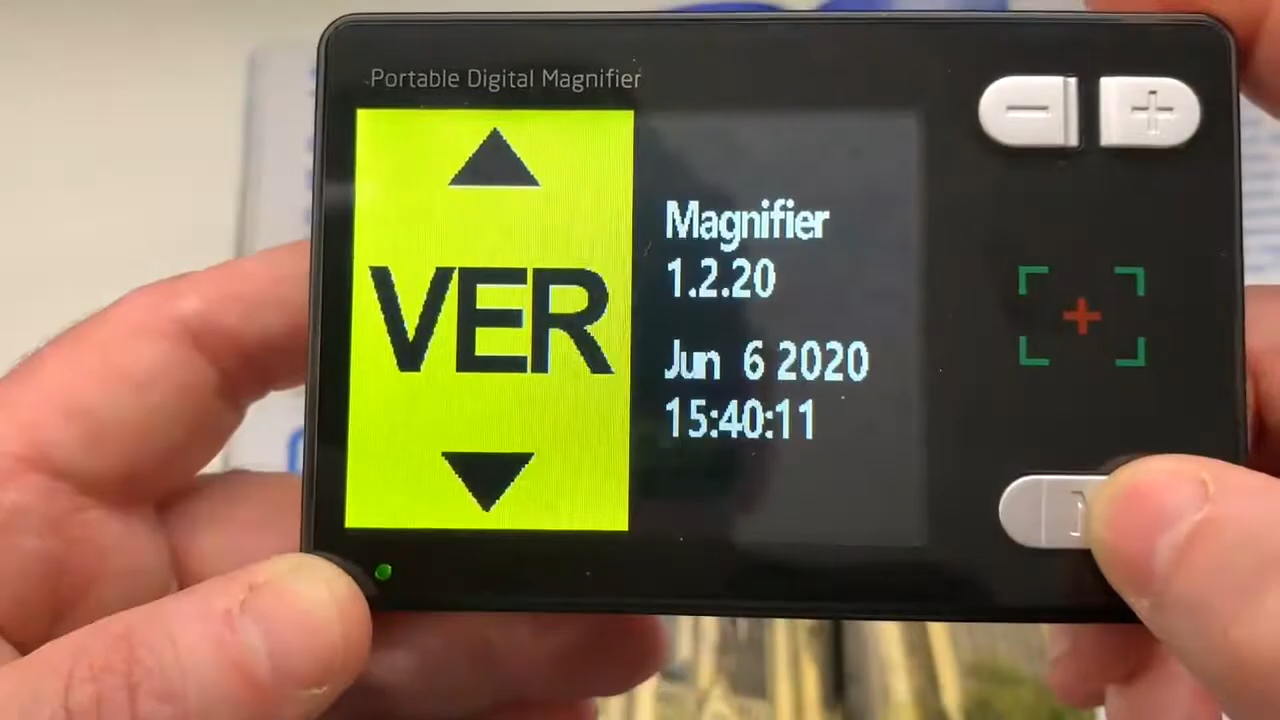 Portable Digital Magnifier
VER
Magnifier
1.2.20
Jun 6 2020
15:40:11